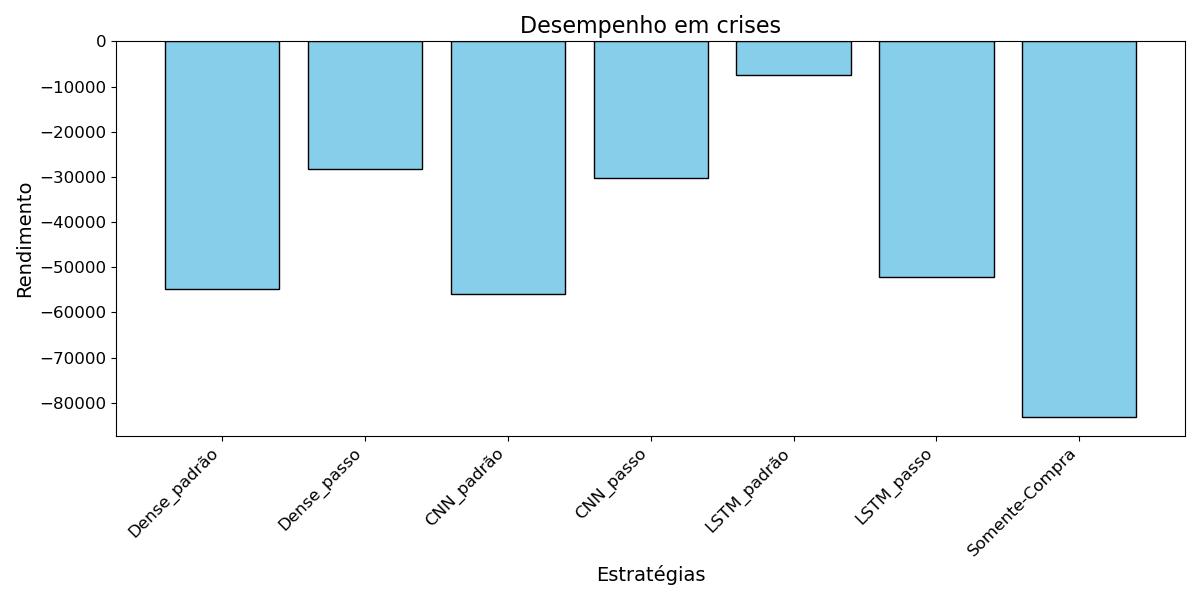 Desempenho em crises
Rendimento
0
−10000
−20000
−30000
−40000
−50000
−60000
−70000
−80000
Dense_padrão
Dense_passo
CNN_padrão
CNN_passo
LSTM_padrão
LSTM_passo
Somente-Compra
Estratégias